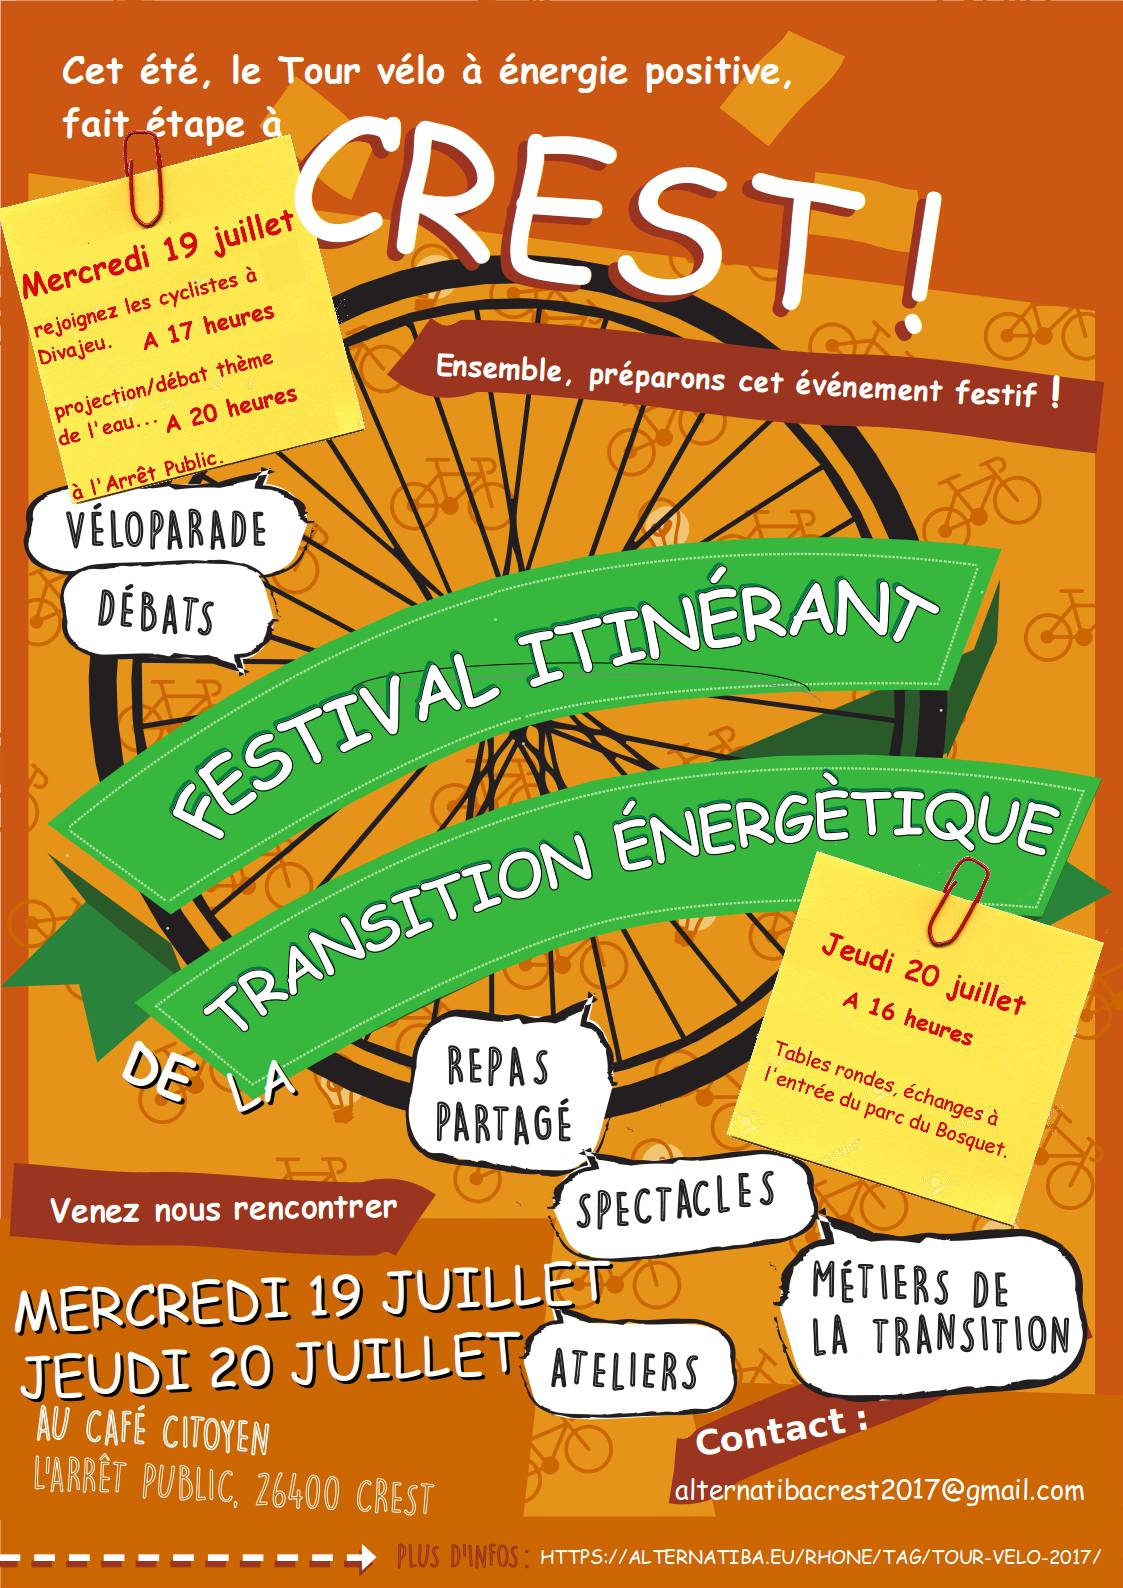 Cet été, le Tour vélo à énergie positive,
fait étape à
CREST !
Mercredi 19 juillet
rejoignez les cyclistes à
Divajeu. A 17 heures
projection/débat thème
de l'eau... A 20 heures
à l'Arrêt Public.
Ensemble, préparons cet événement festif !
VÉLOPARADE
DÉBATS
FESTIVAL ITINÉRANT
DE LA
TRANSITION ÉNERGÈTIQUE
Jeudi 20 juillet
A 16 heures
Tables rondes, échanges à
l'entrée du parc du Bosquet.
REPAS
PARTAGÉ
SPECTACLES
MÉTIERS DE
LA TRANSITION
ATELIERS
Venez nous rencontrer
MERCREDI 19 JUILLET
JEUDI 20 JUILLET
AU CAFÉ CITOYEN
L'ARRÊT PUBLIC, 26400 CREST
Contact :
alternatibacrest2017@gmail.com
PLUS D'INFOS : HTTPS://ALTERNATIBA.EU/RHONE/TAG/TOUR-VELO-2017/